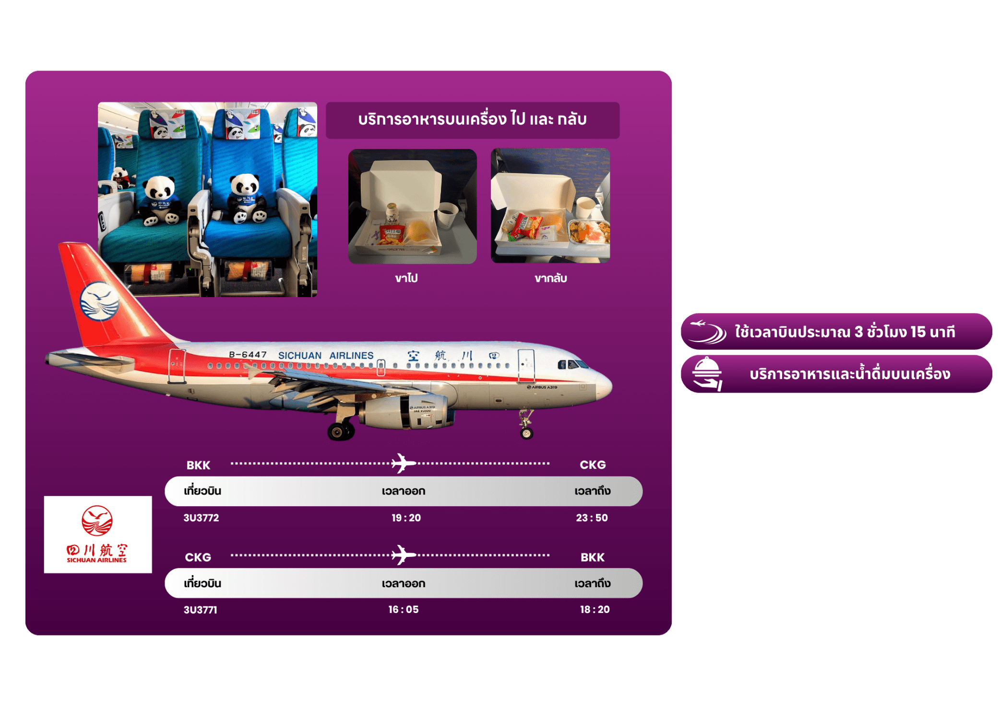 บริการอาหารบนเครื่อง ไป และ กลับ
ขาไป
ขากลับ
B-6447 SICHUAN AIRLINES 空 航 川 四
AIRBUS A319
AIRBUS A319
IAE V2500
ใช้เวลาบินประมาณ 3 ชั่วโมง 15 นาที
บริการอาหารและน้ำดื่มบนเครื่อง
BKK CKG
เที่ยวบิน เวลาออก เวลาถึง
3U3772 19 : 20 23 : 50
四川航空
SICHUAN AIRLINES
CKG BKK
เที่ยวบิน เวลาออก เวลาถึง
3U3771 16 : 05 18 : 20